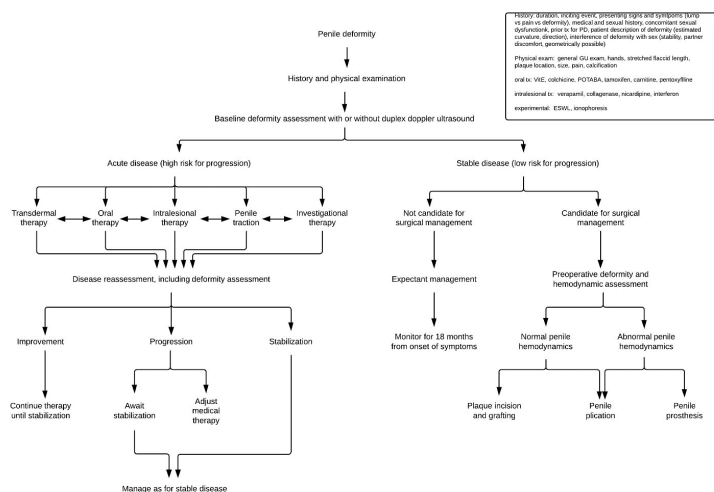 History: duration, inciting event, presenting signs and symptoms (lump
vs pain vs deformity), medical and sexual history, concomitant sexual
dysfunctionk, prior tx for PD, patient description of deformity (estimated
curvature, direction), interference of deformity with sex (stability, partner
discomfort, geometrically possible)
Physical exam: general GU exam, hands, stretched flaccid length,
plaque location, size, pain, calcification
oral tx: VitE, colchicine, POTABA, tamoxifen, carnitine, pentoxyflline
intralesional tx: verapamil, collagenase, nicardipine, interferon
experimental: ESWL, ionophoresis
Penile deformity
History and physical examination
Baseline deformity assessment with or without duplex doppler ultrasound
Acute disease (high risk for progression)
Stable disease (low risk for progression)
Transdermal
therapy
Oral
therapy
Intralesional
therapy
Penile
traction
Investigational
therapy
Not candidate for
surgical management
Candidate for surgical
management
Disease reassessment, including deformity assessment
Expectant management
Preoperative deformity and
hemodynamic assessment
Improvement
Progression
Stabilization
Monitor for 18 months
from onset of symptoms
Normal penile
hemodynamics
Abnormal penile
hemodynamics
Continue therapy
until stabilization
Await
stabilization
Adjust
medical
therapy
Plaque incision
and grafting
Penile
plication
Penile
prosthesis
Manage as for stable disease